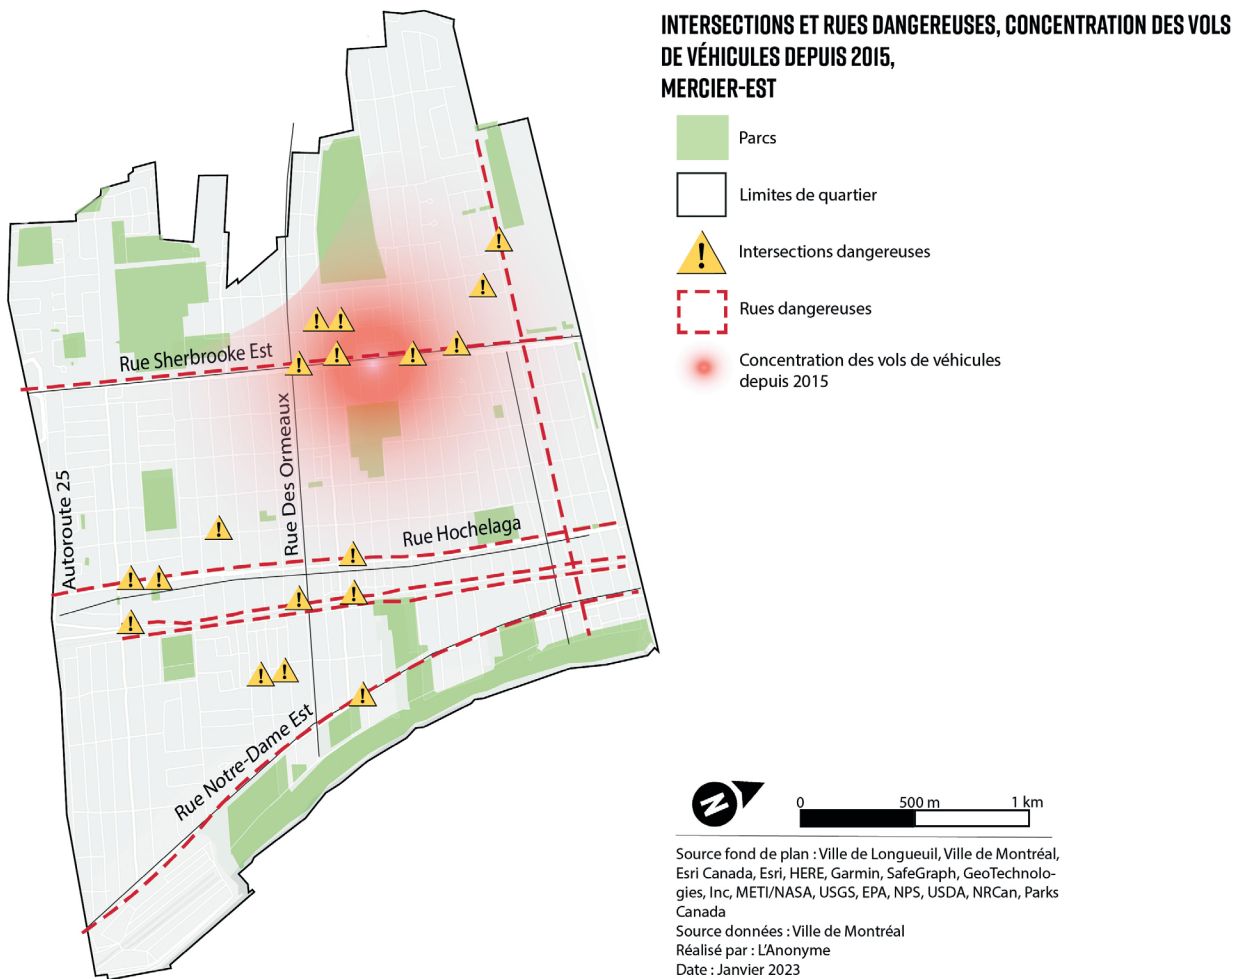 INTERSECTIONS ET RUES DANGEREUSES, CONCENTRATION DES VOLS
DE VÉHICULES DEPUIS 2015,
MERCIER-EST
Parcs
Limites de quartier
Intersections dangereuses
Rues dangereuses
Concentration des vols de véhicules
depuis 2015
Rue Sherbrooke Est
Rue Des Ormeaux
Autoroute 25
Rue Hochelaga
Rue Notre-Dame Est
N
0 500 m 1 km
Source fond de plan : Ville de Longueuil, Ville de Montréal,
Esri Canada, Esri, HERE, Garmin, SafeGraph, GeoTechnolo-
gies, Inc, METI/NASA, USGS, EPA, NPS, USDA, NRCan, Parks
Canada
Source données : Ville de Montréal
Réalisé par : L'Anonyme
Date : Janvier 2023